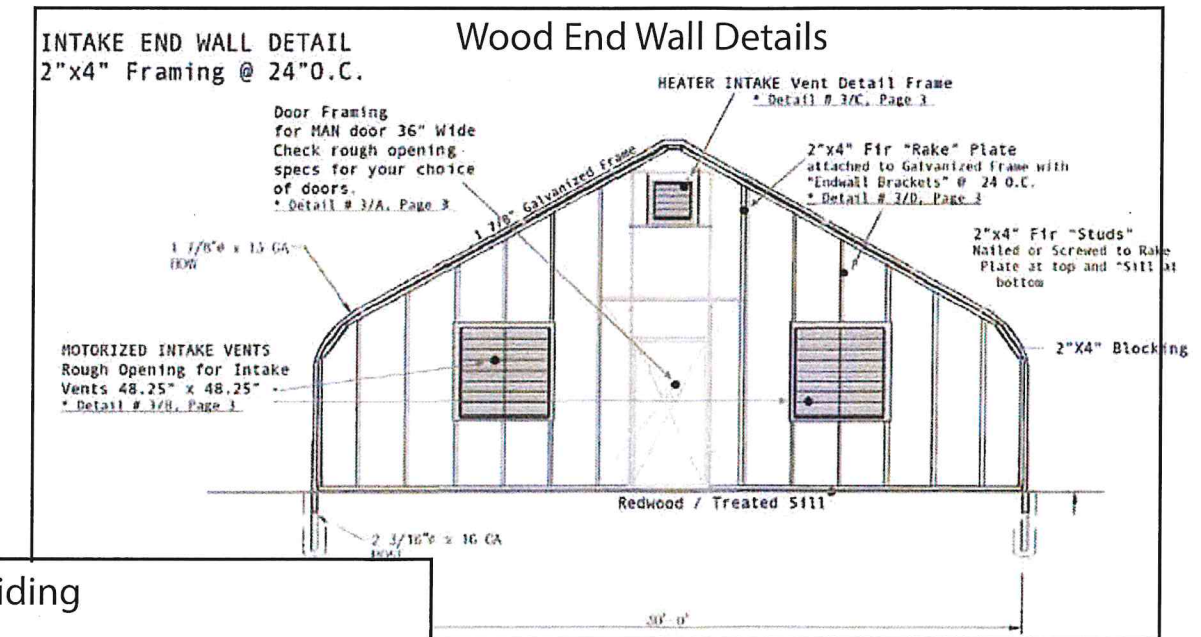 Wood End Wall Details
INTAKE END WALL DETAIL
2"x4" Framing @ 24"O.C.
HEATER INTAKE Vent Detail Frame
* Detail # 3/C, Page 3
Door Framing
for MAN door 36" Wide
Check rough opening
specs for your choice
of doors.
* Detail # 3/A, Page 3
1 7/8" Galvanized Frame
2"x4" Fir "Rake" Plate
attached to Galvanized Frame with
"Endwall Brackets" @ 24 O.C.
* Detail # 3/D, Page 3
2"x4" Fir "Studs"
Nailed or Screwed to Rake
Plate at top and "Sill at
bottom
1 7/8"ø x 15 GA
BOW
2"X4" Blocking
MOTORIZED INTAKE VENTS
Rough Opening for Intake
Vents 48.25" x 48.25"
* Detail # 3/B, Page 3
Redwood / Treated Sill
2 3/16"ø x 16 GA
iding
30'-0"